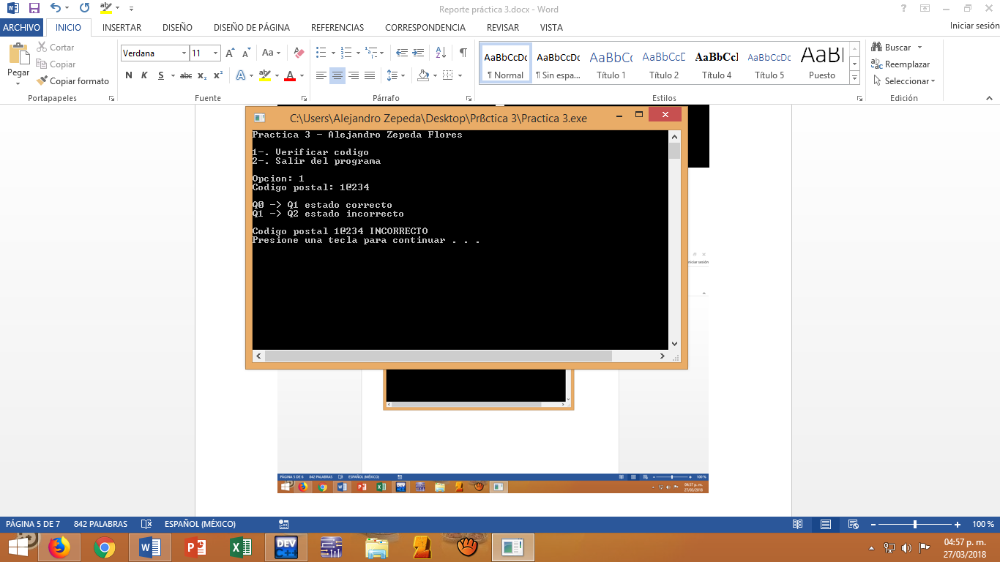 Reporte práctica 3.docx - Word
ARCHIVO INICIO INSERTAR DISEÑO DISEÑO DE PÁGINA REFERENCIAS CORRESPONDENCIA REVISAR VISTA
Iniciar sesión
Pegar
Cortar
Copiar
Copiar formato
Portapapeles
Verdana 11
N K S abc x₂ x²
Fuente
Párrafo
AaBbCcDc AaBbCcDc AaBbCc AaBbCcD AaBbCcl AaBbCcDc AaBl
¶ Normal ¶ Sin espa... Título 1 Título 2 Título 4 Título 5 Puesto
Estilos
Buscar
Reemplazar
Seleccionar
Edición
C:\Users\Alejandro Zepeda\Desktop\Prßctica 3\Practica 3.exe
Practica 3 - Alejandro Zepeda Flores
1-. Verificar codigo
2-. Salir del programa
Opcion: 1
Codigo postal: 1@234
Q0 -> Q1 estado correcto
Q1 -> Q2 estado incorrecto
Codigo postal 1@234 INCORRECTO
Presione una tecla para continuar . . .
Iniciar sesión
PÁGINA 5 DE 6 842 PALABRAS ESPAÑOL (MÉXICO) 100 %
04:57 p. m.
27/03/2018
PÁGINA 5 DE 7 842 PALABRAS ESPAÑOL (MÉXICO) 100 %
DEV
C++
04:57 p. m.
27/03/2018